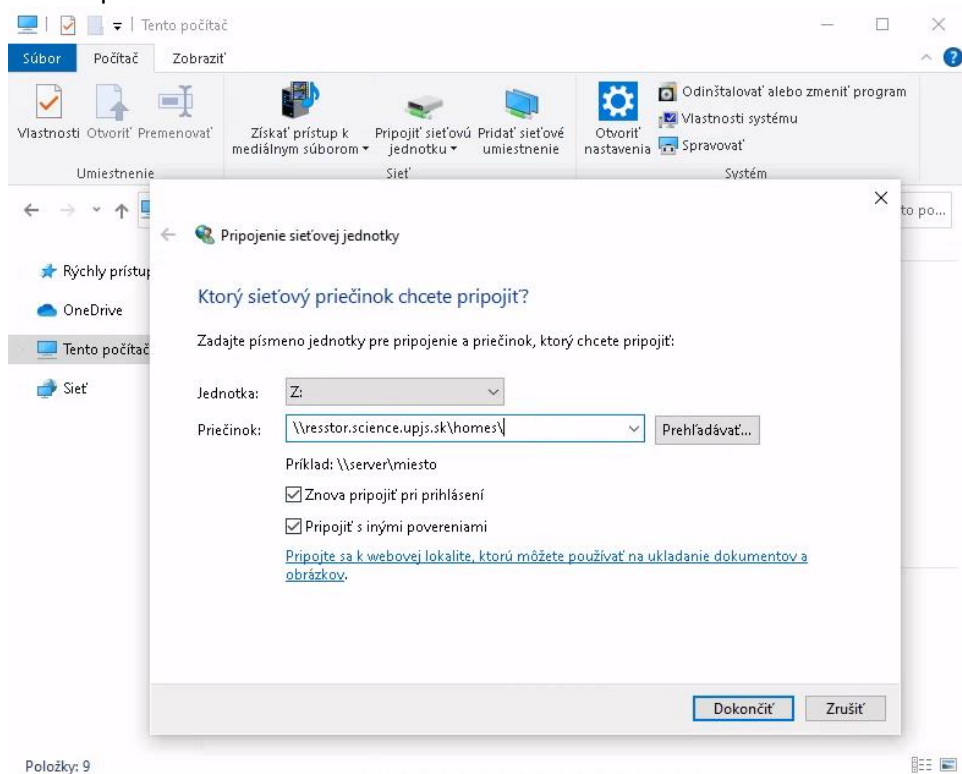 Tento počítač
Súbor Počítač Zobraziť
Vlastnosti Otvoriť Premenovať
Získať prístup k mediálnym súborom
Pripojiť sieťovú jednotku
Pridať sieťové umiestnenie
Otvoriť nastavenia
Odinštalovať alebo zmeniť program
Vlastnosti systému
Spravovať
Umiestnenie Sieť Systém
to po...
Rýchly prístup
OneDrive
Tento počítač
Sieť
Pripojenie sieťovej jednotky
Ktorý sieťový priečinok chcete pripojiť?
Zadajte písmeno jednotky pre pripojenie a priečinok, ktorý chcete pripojiť:
Jednotka: Z:
Priečinok: \\resstor.science.upjs.sk\homes\ Prehľadávať...
Príklad: \\server\miesto
Znova pripojiť pri prihlásení
Pripojiť s inými povereniami
Pripojte sa k webovej lokalite, ktorú môžete používať na ukladanie dokumentov a
obrázkov.
Dokončiť Zrušiť
Položky: 9